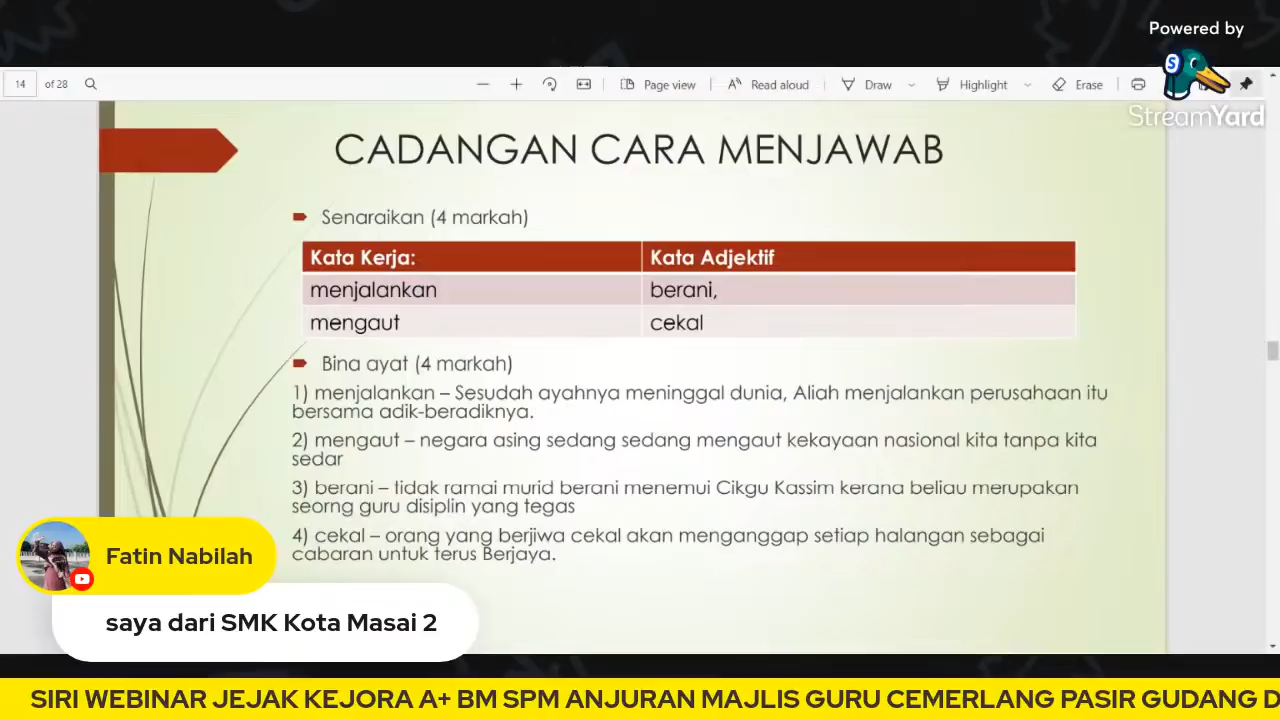 Powered by
StreamYard
14 of 28
Page view
Read aloud
Draw
Highlight
Erase
CADANGAN CARA MENJAWAB
Senaraikan (4 markah)
Kata Kerja: Kata Adjektif
menjalankan berani,
mengaut cekal
Bina ayat (4 markah)
1) menjalankan – Sesudah ayahnya meninggal dunia, Aliah menjalankan perusahaan itu
bersama adik-beradiknya.
2) mengaut – negara asing sedang sedang mengaut kekayaan nasional kita tanpa kita
sedar
3) berani – tidak ramai murid berani menemui Cikgu Kassim kerana beliau merupakan
seorng guru disiplin yang tegas
4) cekal – orang yang berjiwa cekal akan menganggap setiap halangan sebagai
cabaran untuk terus Berjaya.
Fatin Nabilah
saya dari SMK Kota Masai 2
SIRI WEBINAR JEJAK KEJORA A+ BM SPM ANJURAN MAJLIS GURU CEMERLANG PASIR GUDANG D